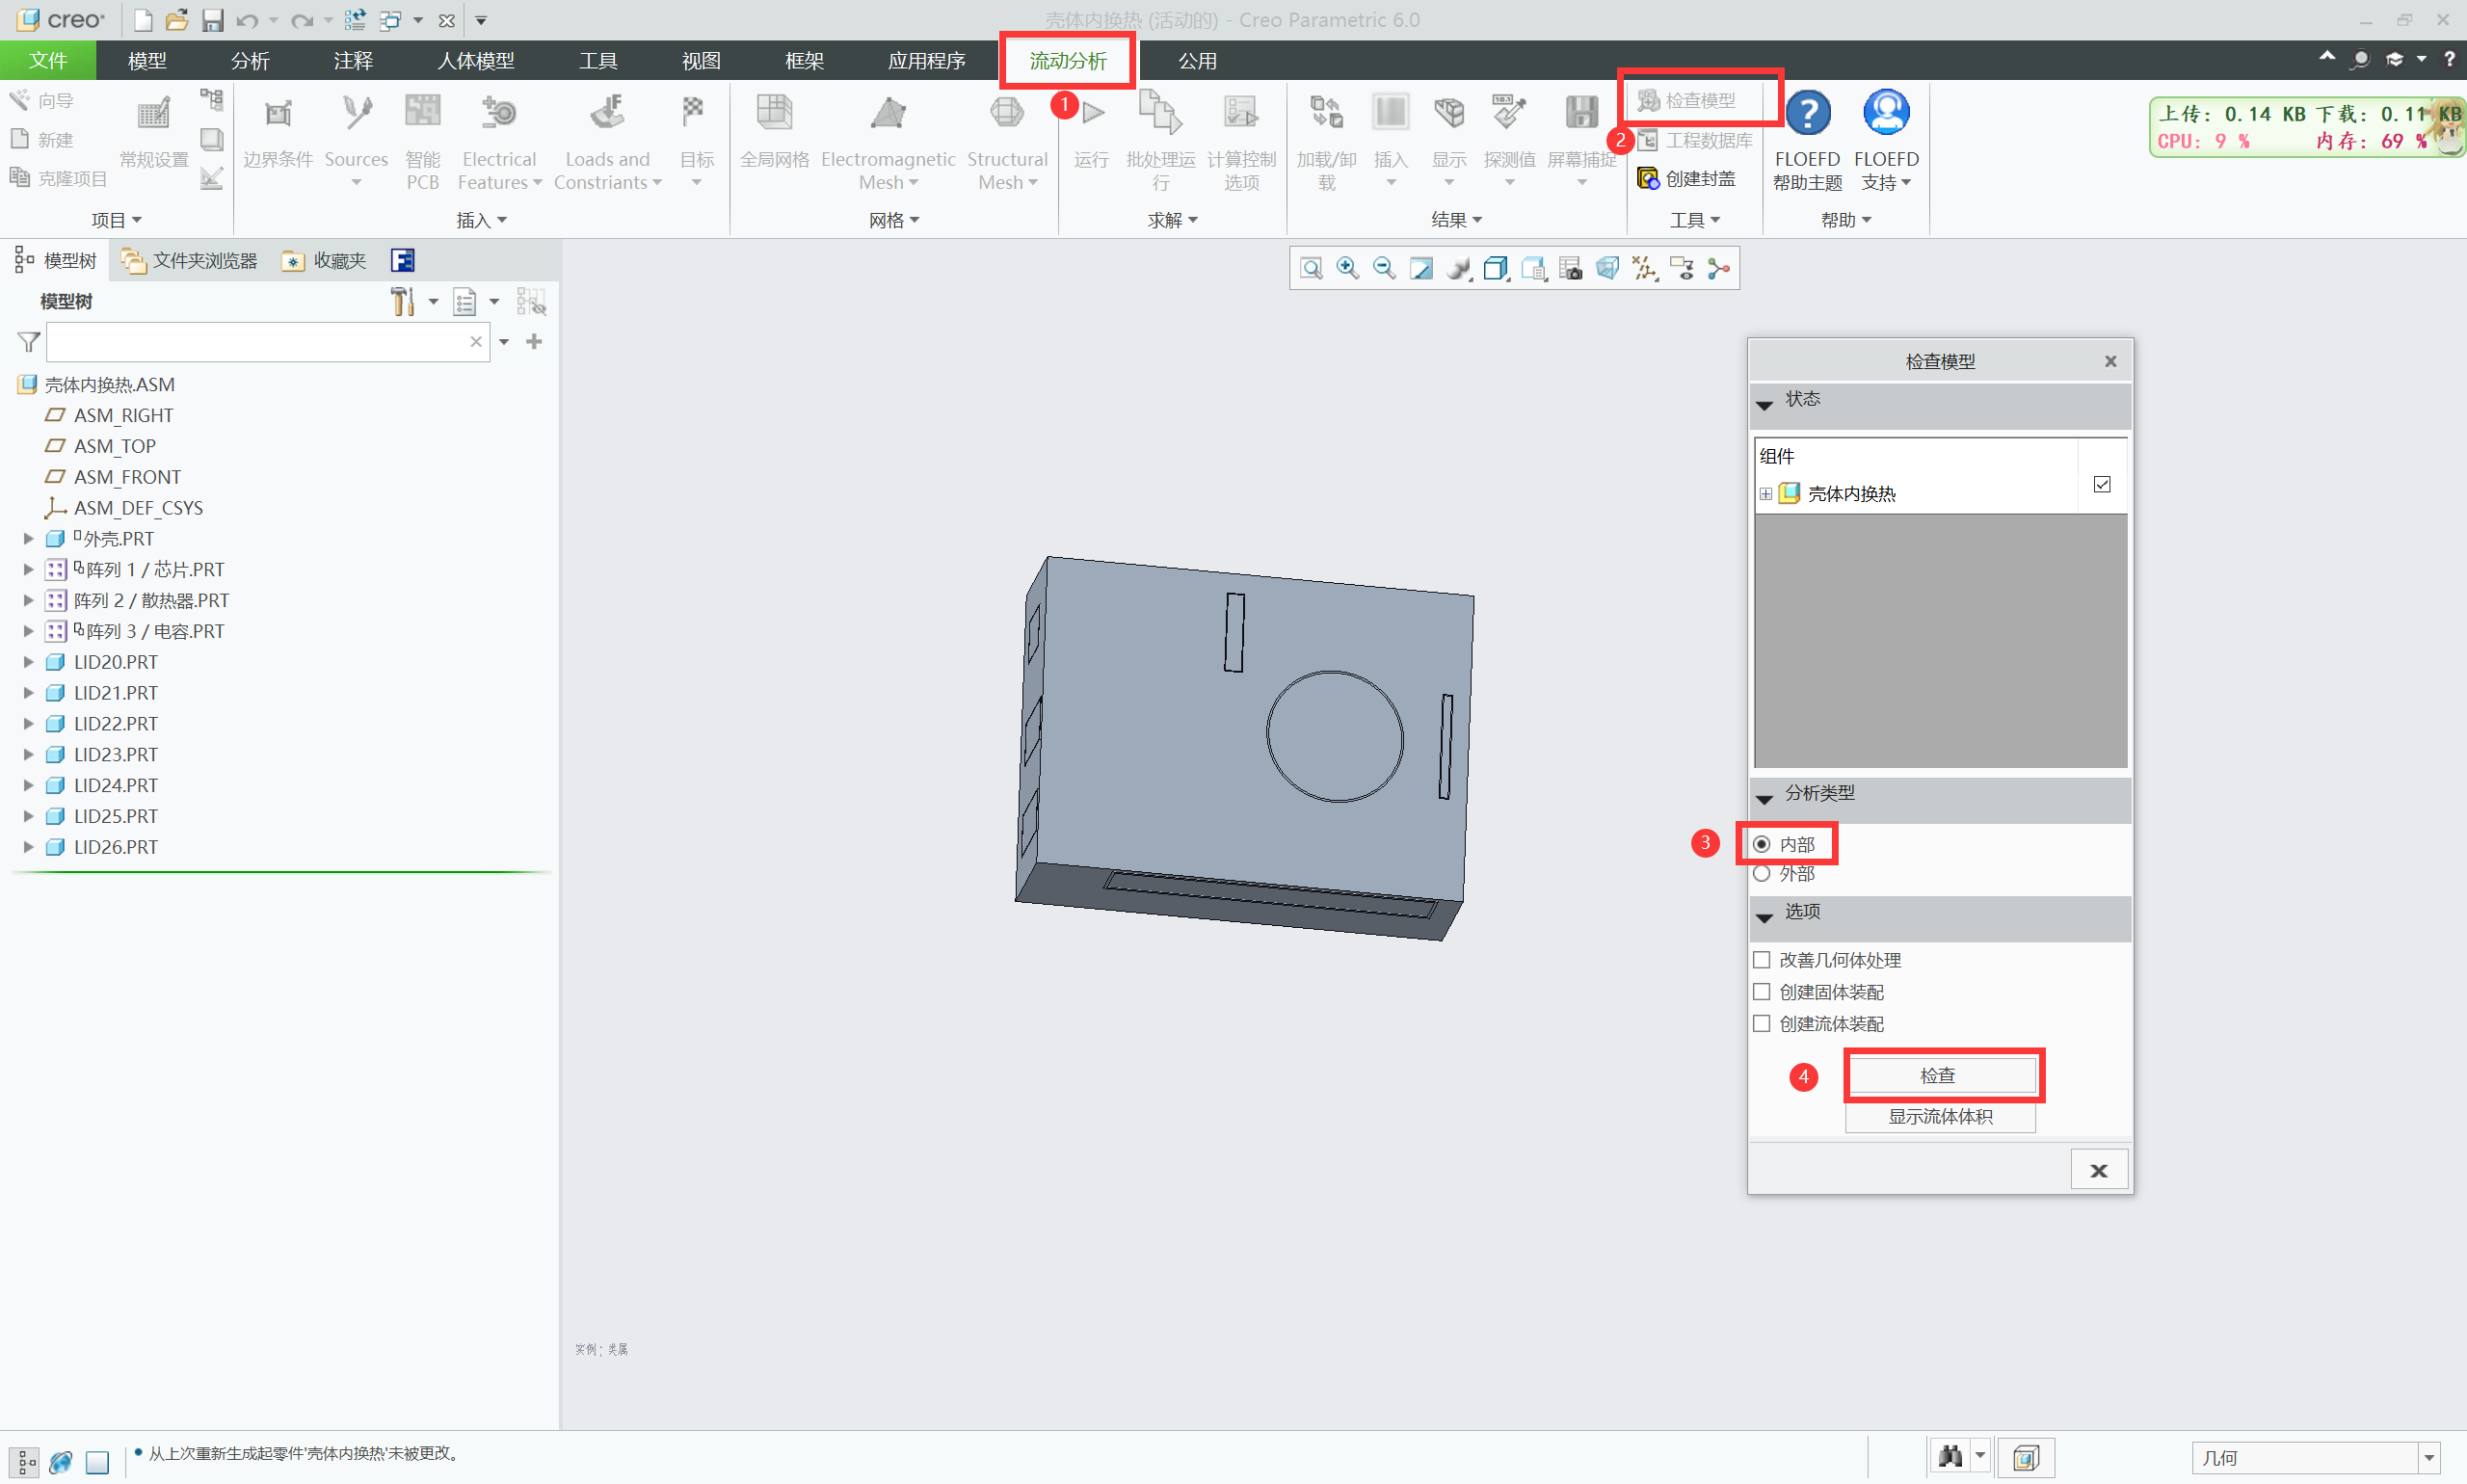 creo
壳体内换热 (活动的) - Creo Parametric 6.0
文件 模型 分析 注释 人体模型 工具 视图 框架 应用程序 流动分析 公用
1
2
向导
新建
克隆项目
常规设置
项目
边界条件
Sources
智能
PCB
Electrical
Features
Loads and
Constriants
目标
插入
全局网格
Electromagnetic
Mesh
Structural
Mesh
网格
运行
批处理运
行
计算控制
选项
求解
加载/卸
载
插入
显示
探测值
屏幕捕捉
结果
检查模型
工程数据库
创建封盖
工具
FLOEFD
帮助主题
FLOEFD
支持
帮助
上传: 0.14 KB 下载: 0.11 KB
CPU: 9 % 内存: 69 %
模型树 文件夹浏览器 收藏夹
模型树
壳体内换热.ASM
ASM_RIGHT
ASM_TOP
ASM_FRONT
ASM_DEF_CSYS
外壳.PRT
阵列 1 / 芯片.PRT
阵列 2 / 散热器.PRT
阵列 3 / 电容.PRT
LID20.PRT
LID21.PRT
LID22.PRT
LID23.PRT
LID24.PRT
LID25.PRT
LID26.PRT
检查模型
状态
组件
壳体内换热
分析类型
3
内部
外部
选项
改善几何体处理
创建固体装配
创建流体装配
4
检查
显示流体体积
实例: 类属
从上次重新生成起零件'壳体内换热'未被更改。
几何